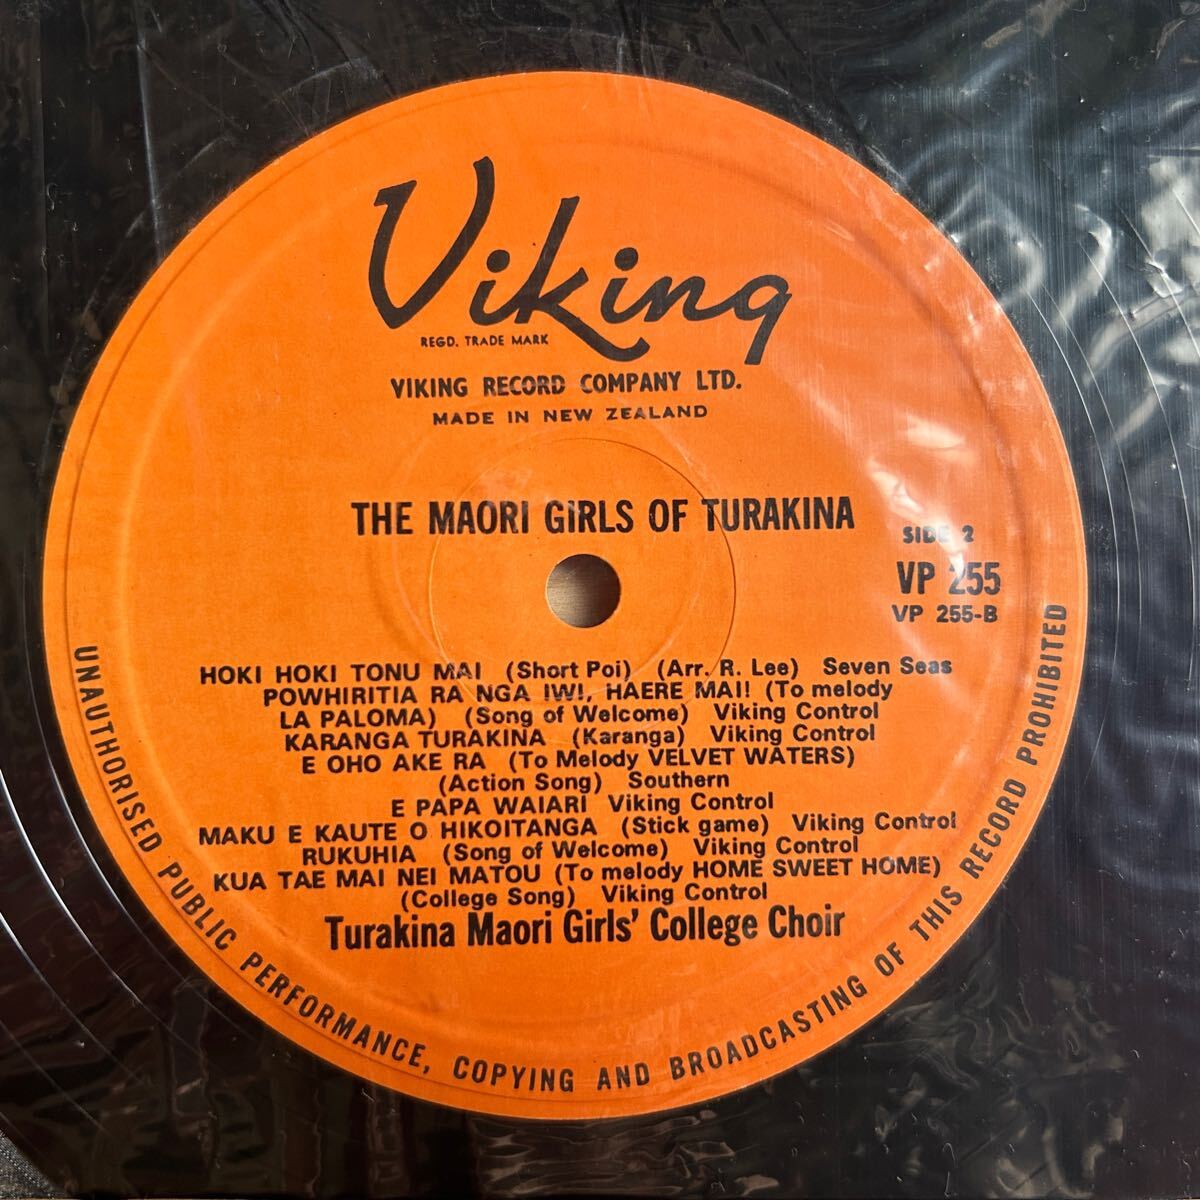 Viking
REGD. TRADE MARK
VIKING RECORD COMPANY LTD.
MADE IN NEW ZEALAND
THE MAORI GIRLS OF TURAKINA
SIDE 2
VP 255
VP 255-B
HOKI HOKI TONU MAI (Short Poi) (Arr. R. Lee) Seven Seas
POWHIRITIA RA NGA IWI, HAERE MAI! (To melody
LA PALOMA) (Song of Welcome) Viking Control
KARANGA TURAKINA (Karanga) Viking Control
E OHO AKE RA (To Melody VELVET WATERS)
(Action Song) Southern
E PAPA WAIARI Viking Control
MAKU E KAUTE O HIKOITANGA (Stick game) Viking Control
RUKUHIA (Song of Welcome) Viking Control
KUA TAE MAI NEI MATOU (To melody HOME SWEET HOME)
(College Song) Viking Control
Turakina Maori Girls' College Choir
UNAUTHORISED PUBLIC PERFORMANCE, COPYING AND BROADCASTING OF THIS RECORD PROHIBITED